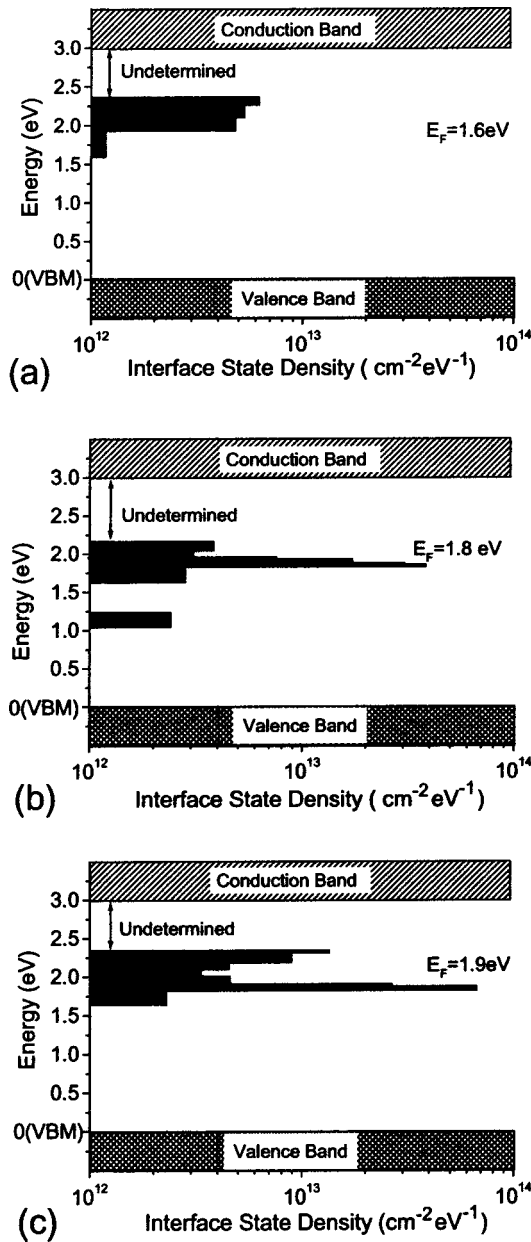 Conduction Band
3.0
Undetermined
2.5
2.0
E_F=1.6eV
1.5
1.0
0.5
0(VBM)
Valence Band
Energy (eV)
10^12 10^13 10^14
Interface State Density ( cm^-2eV^-1)
(a)
Conduction Band
3.0
Undetermined
2.5
2.0
E_F=1.8 eV
1.5
1.0
0.5
0(VBM)
Valence Band
Energy (eV)
10^12 10^13 10^14
Interface State Density ( cm^-2eV^-1)
(b)
Conduction Band
3.0
Undetermined
2.5
E_F=1.9eV
2.0
1.5
1.0
0.5
0(VBM)
Valence Band
Energy (eV)
10^12 10^13 10^14
Interface State Density ( cm^-2eV^-1)
(c)